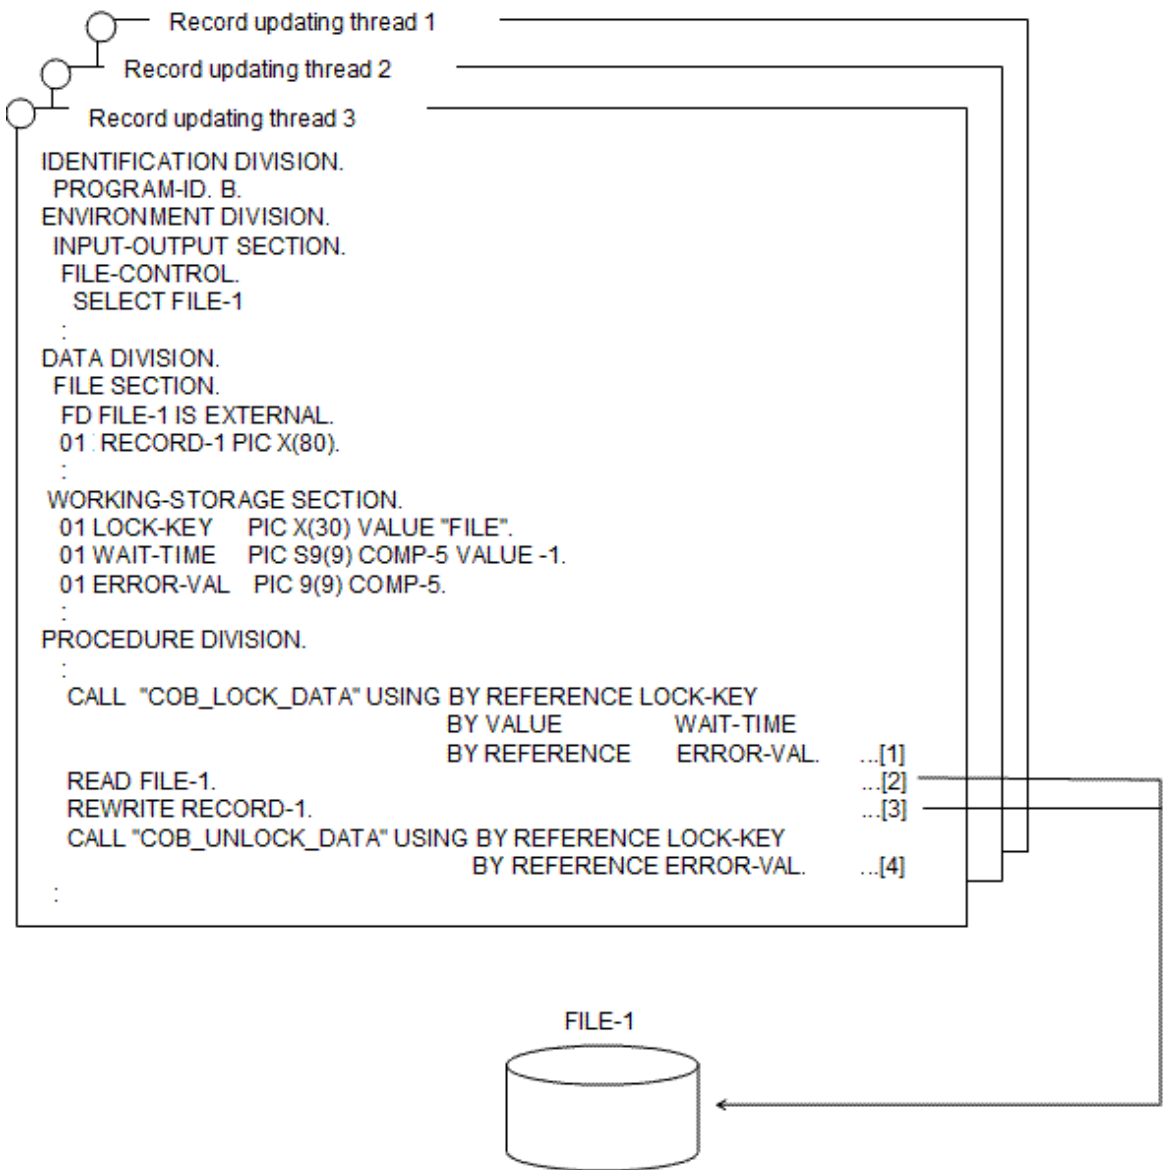 Record updating thread 1
Record updating thread 2
Record updating thread 3
IDENTIFICATION DIVISION.
PROGRAM-ID. B.
ENVIRONMENT DIVISION.
INPUT-OUTPUT SECTION.
FILE-CONTROL.
SELECT FILE-1
:
DATA DIVISION.
FILE SECTION.
FD FILE-1 IS EXTERNAL.
01 RECORD-1 PIC X(80).
:
WORKING-STORAGE SECTION.
01 LOCK-KEY PIC X(30) VALUE "FILE".
01 WAIT-TIME PIC S9(9) COMP-5 VALUE -1.
01 ERROR-VAL PIC 9(9) COMP-5.
:
PROCEDURE DIVISION.
:
CALL "COB_LOCK_DATA" USING BY REFERENCE LOCK-KEY
BY VALUE WAIT-TIME
BY REFERENCE ERROR-VAL. ...[1]
READ FILE-1. ...[2]
REWRITE RECORD-1. ...[3]
CALL "COB_UNLOCK_DATA" USING BY REFERENCE LOCK-KEY
BY REFERENCE ERROR-VAL. ...[4]
:
FILE-1